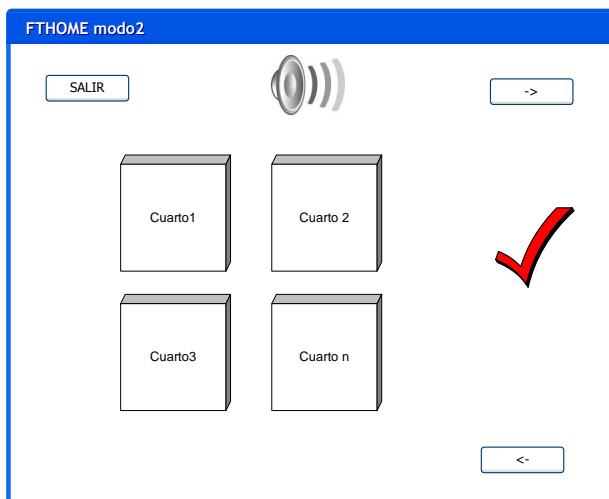 FTHOME modo2
SALIR
->
Cuarto1
Cuarto 2
Cuarto3
Cuarto n
<-